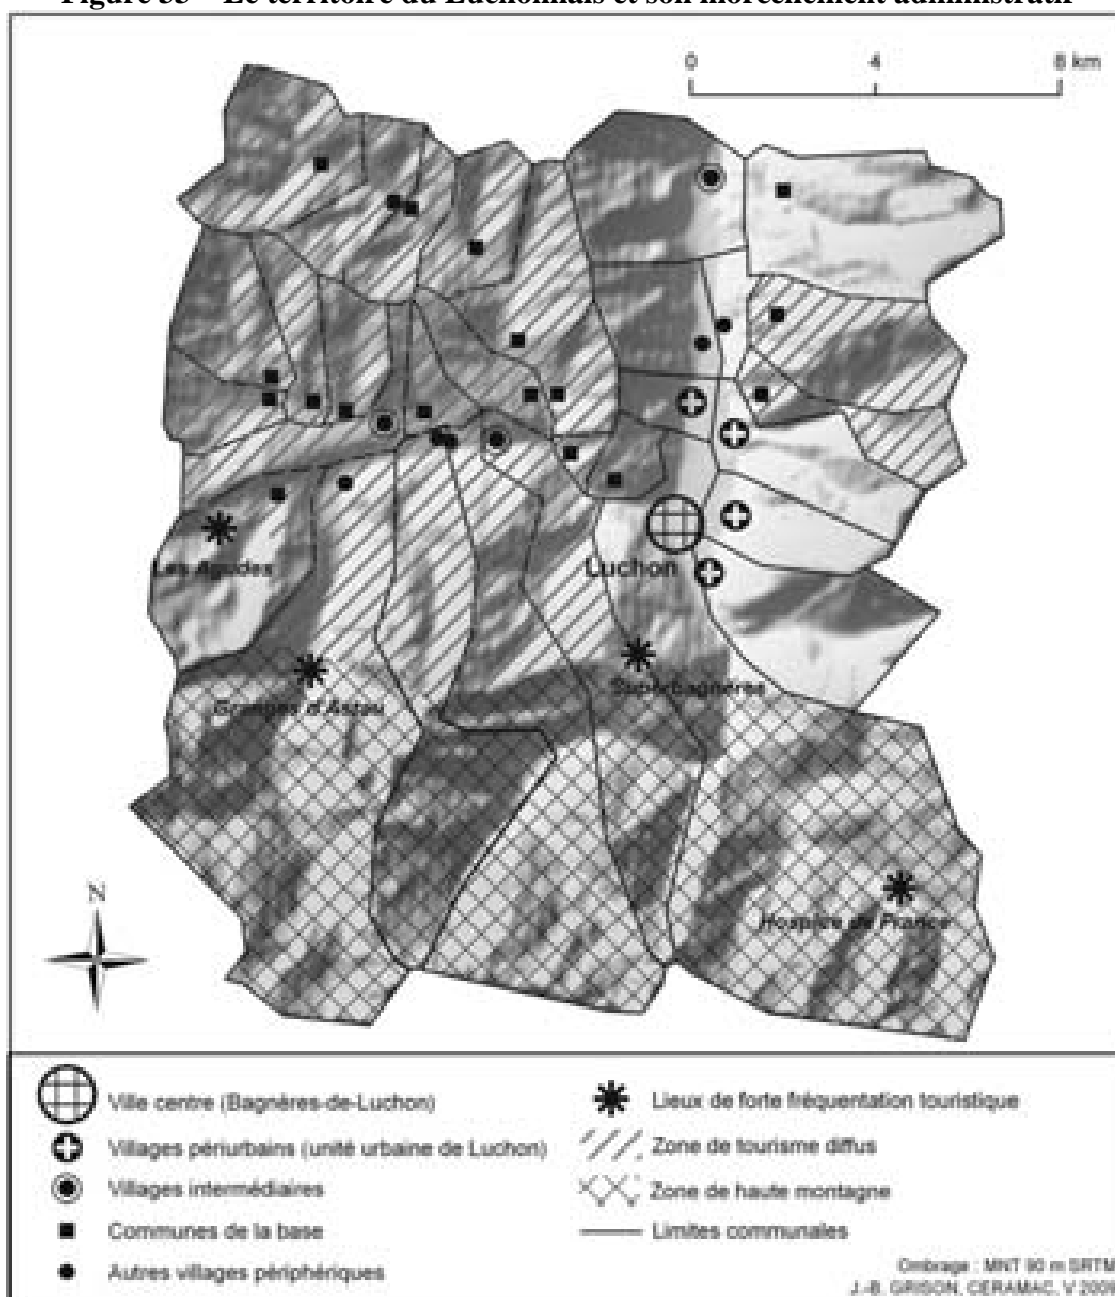 Figure 33 – Le territoire du Luchonnais et son morcellement administratif
0 4 8 km
Les Agudes
Luchon
Superbagnères
Granges d'Astau
Hospice de France
N
Ville centre (Bagnères-de-Luchon)
Villages périurbains (unité urbaine de Luchon)
Villages intermédiaires
Communes de la base
Autres villages périphériques
Lieux de forte fréquentation touristique
Zone de tourisme diffus
Zone de haute montagne
Limites communales
Ombrage : MNT 90 m SRTM
J.-B. GRISON, CERAMAC, V 2009